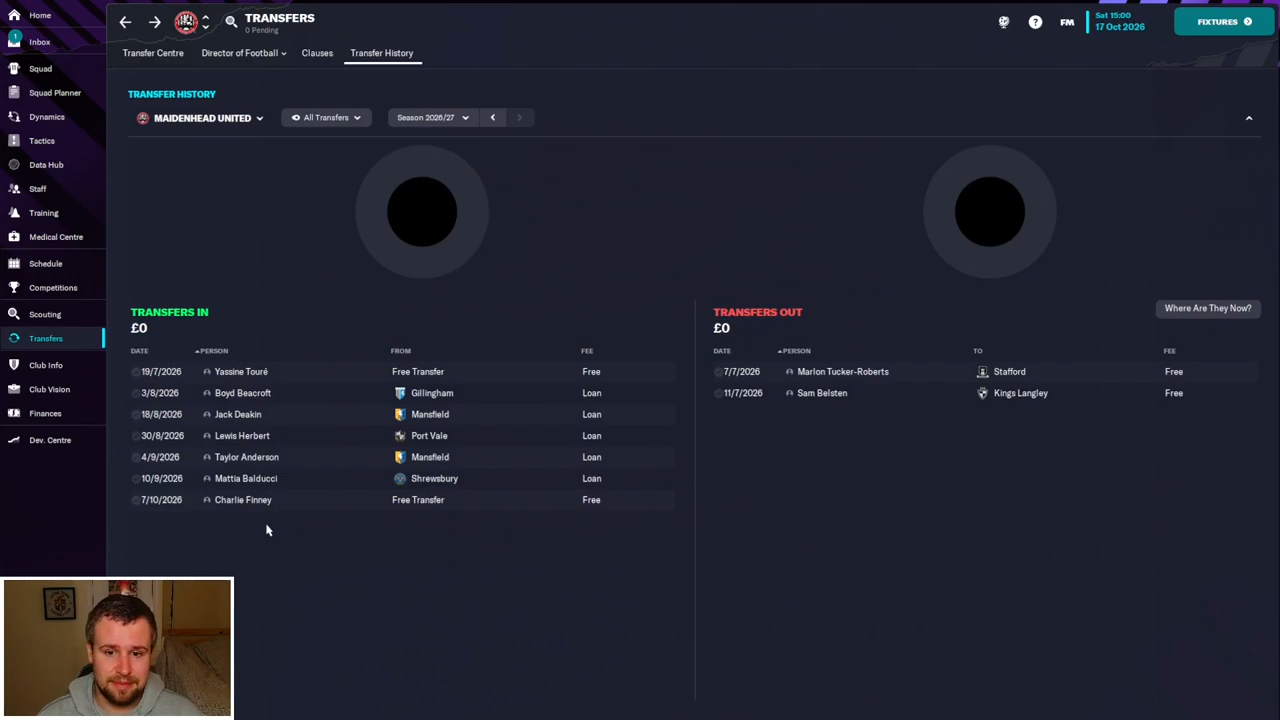 Home
1
Inbox
Squad
Squad Planner
Dynamics
Tactics
Data Hub
Staff
Training
Medical Centre
Schedule
Competitions
Scouting
Transfers
Club Info
Club Vision
Finances
Dev. Centre
TRANSFERS
0 Pending
? FM
Sat 15:00
17 Oct 2026
FIXTURES
Transfer Centre Director of Football Clauses Transfer History
TRANSFER HISTORY
MAIDENHEAD UNITED All Transfers Season 2026/27
TRANSFERS IN
£0
DATE PERSON FROM FEE
19/7/2026 Yassine Touré Free Transfer Free
3/8/2026 Boyd Beacroft Gillingham Loan
18/8/2026 Jack Deakin Mansfield Loan
30/8/2026 Lewis Herbert Port Vale Loan
4/9/2026 Taylor Anderson Mansfield Loan
10/9/2026 Mattia Balducci Shrewsbury Loan
7/10/2026 Charlie Finney Free Transfer Free
TRANSFERS OUT
£0
Where Are They Now?
DATE PERSON TO FEE
7/7/2026 Marlon Tucker-Roberts Stafford Free
11/7/2026 Sam Belsten Kings Langley Free